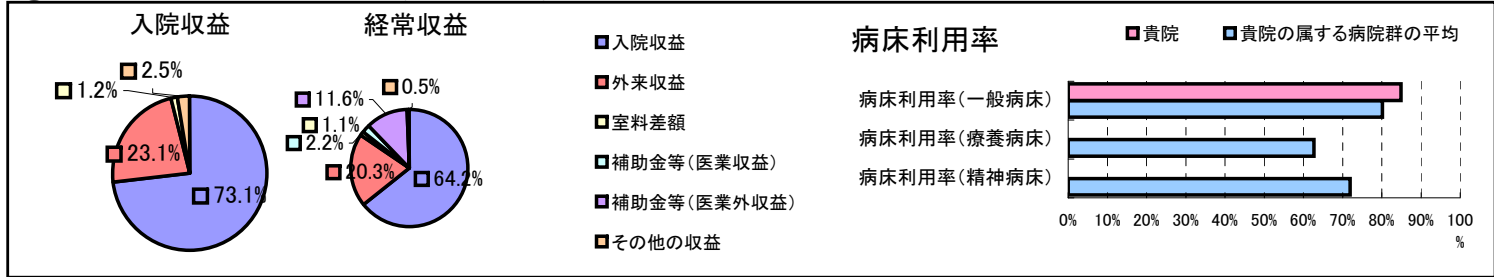 入院収益
2.5%
1.2%
23.1%
73.1%
経常収益
0.5%
11.6%
1.1%
2.2%
20.3%
64.2%
入院収益
外来収益
室料差額
補助金等(医業収益)
補助金等(医業外収益)
その他の収益
病床利用率
貴院 貴院の属する病院群の平均
病床利用率(一般病床)
病床利用率(療養病床)
病床利用率(精神病床)
0% 10% 20% 30% 40% 50% 60% 70% 80% 90% 100
%